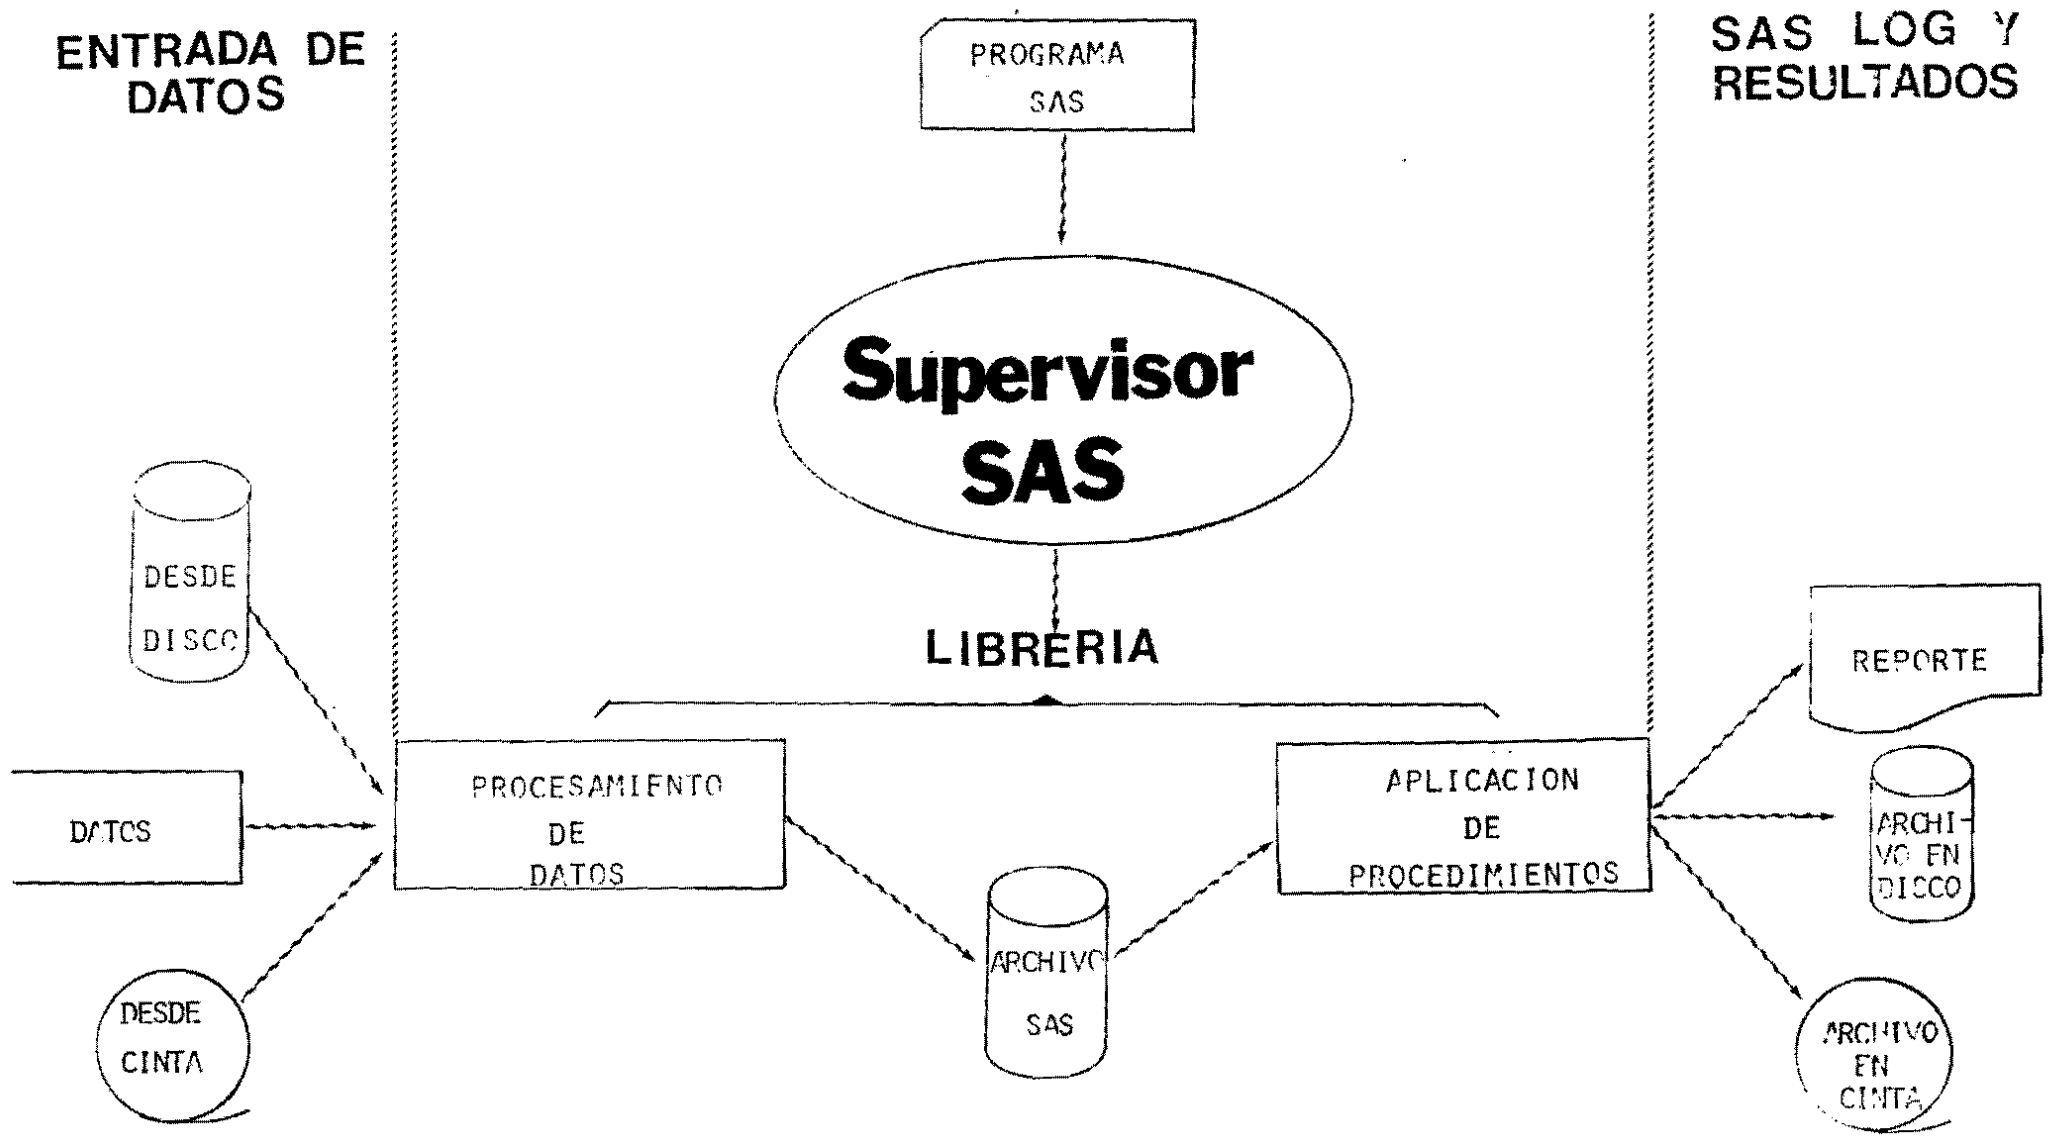 ENTRADA DE
DATOS
PROGRAMA
SAS
SAS LOG Y
RESULTADOS
Supervisor
SAS
LIBRERIA
DESDE
DISCO
DATOS
DESDE
CINTA
PROCESAMIENTO
DE
DATOS
ARCHIVO
SAS
APLICACION
DE
PROCEDIMIENTOS
REPORTE
ARCHI-
VO EN
DISCO
ARCHIVO
EN
CINTA